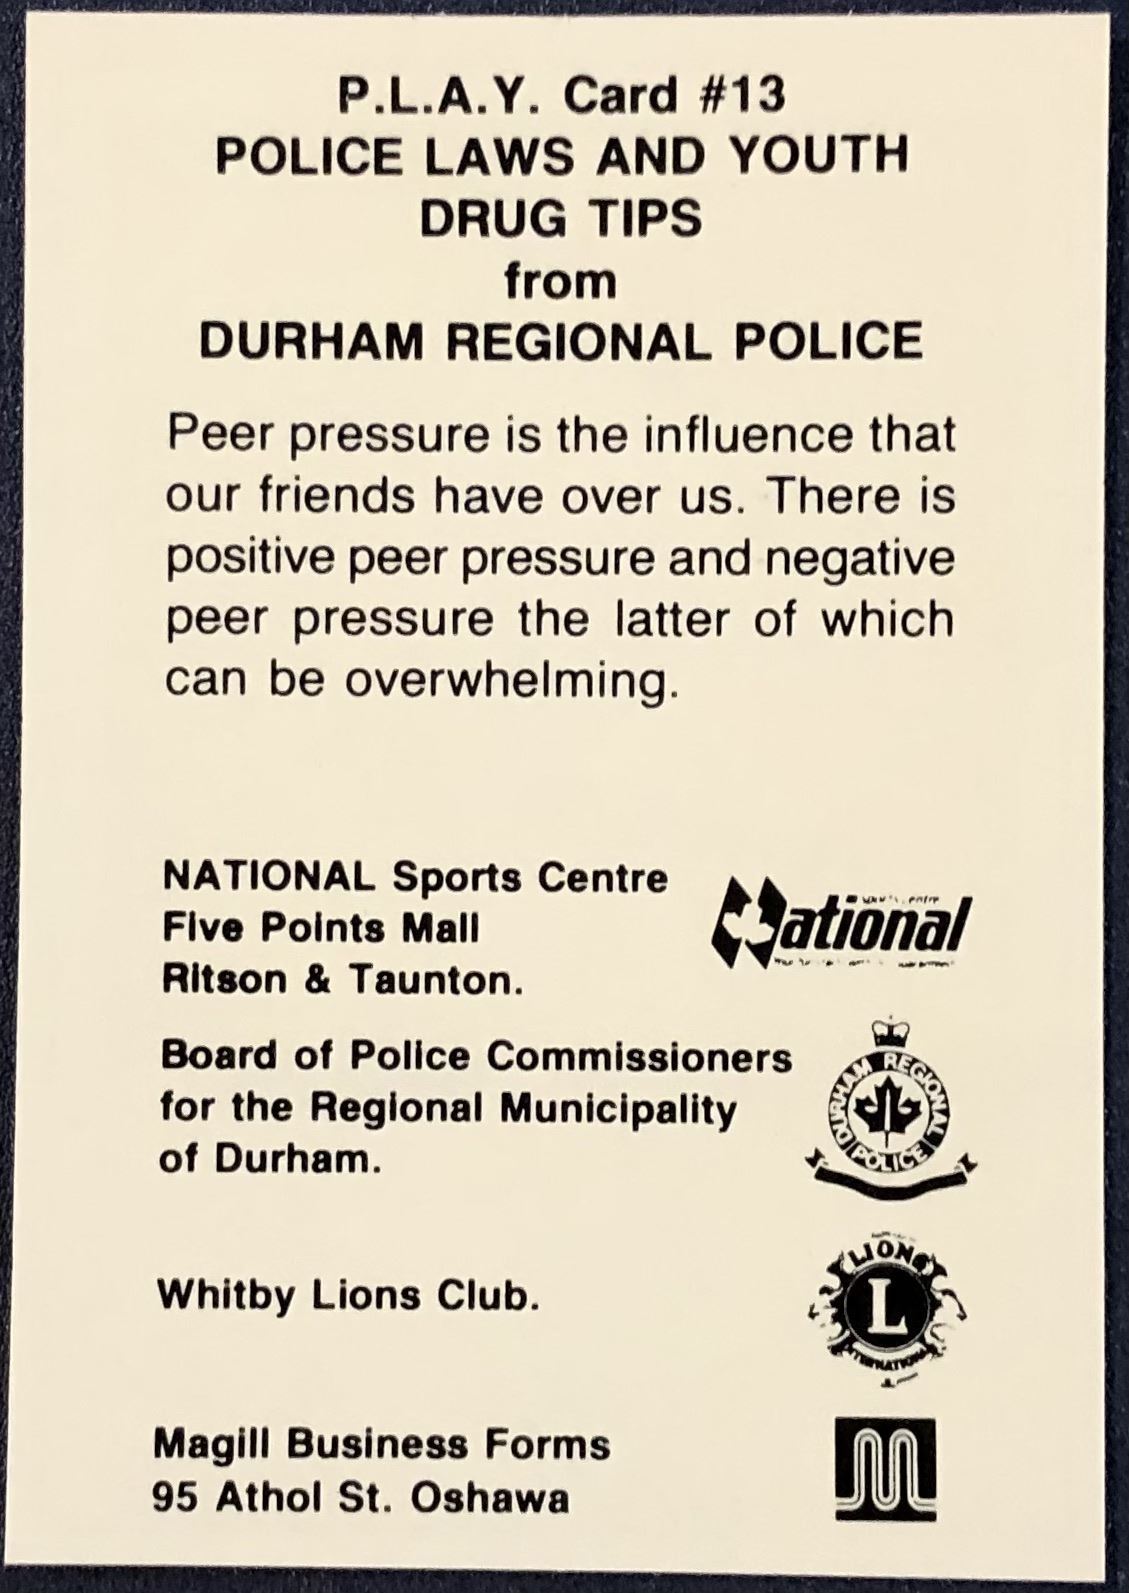 P.L.A.Y. Card #13
POLICE LAWS AND YOUTH
DRUG TIPS
from
DURHAM REGIONAL POLICE
Peer pressure is the influence that
our friends have over us. There is
positive peer pressure and negative
peer pressure the latter of which
can be overwhelming.
NATIONAL Sports Centre
Five Points Mall
Ritson & Taunton.
National
Board of Police Commissioners
for the Regional Municipality
of Durham.
DURHAM REGIONAL
POLICE
Whitby Lions Club.
LIONS
L
INTERNATIONAL
Magill Business Forms
95 Athol St. Oshawa